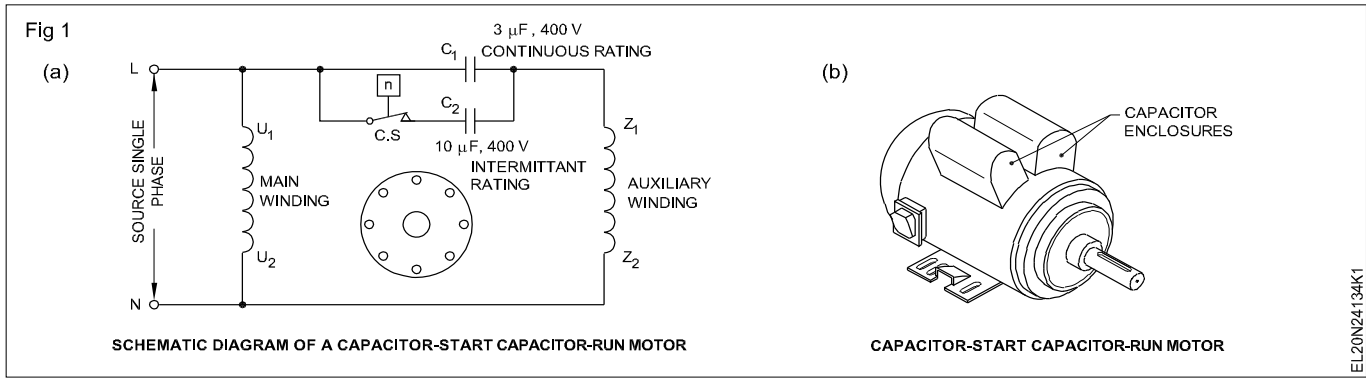 Fig 1
(a)
L
SOURCE SINGLE
PHASE
N
U1
MAIN
WINDING
U2
n
C.S
C1
3 µF, 400 V
CONTINUOUS RATING
C2
10 µF, 400 V
INTERMITTANT
RATING
Z1
AUXILIARY
WINDING
Z2
SCHEMATIC DIAGRAM OF A CAPACITOR-START CAPACITOR-RUN MOTOR
(b)
CAPACITOR
ENCLOSURES
CAPACITOR-START CAPACITOR-RUN MOTOR
EL20N24134K1